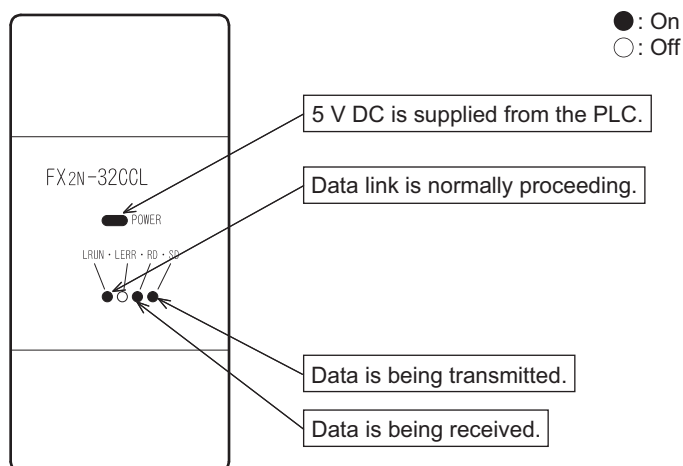 ●: On
○: Off
5 V DC is supplied from the PLC.
FX2N-32CCL
Data link is normally proceeding.
POWER
LRUN・LERR・RD・SD
Data is being transmitted.
Data is being received.